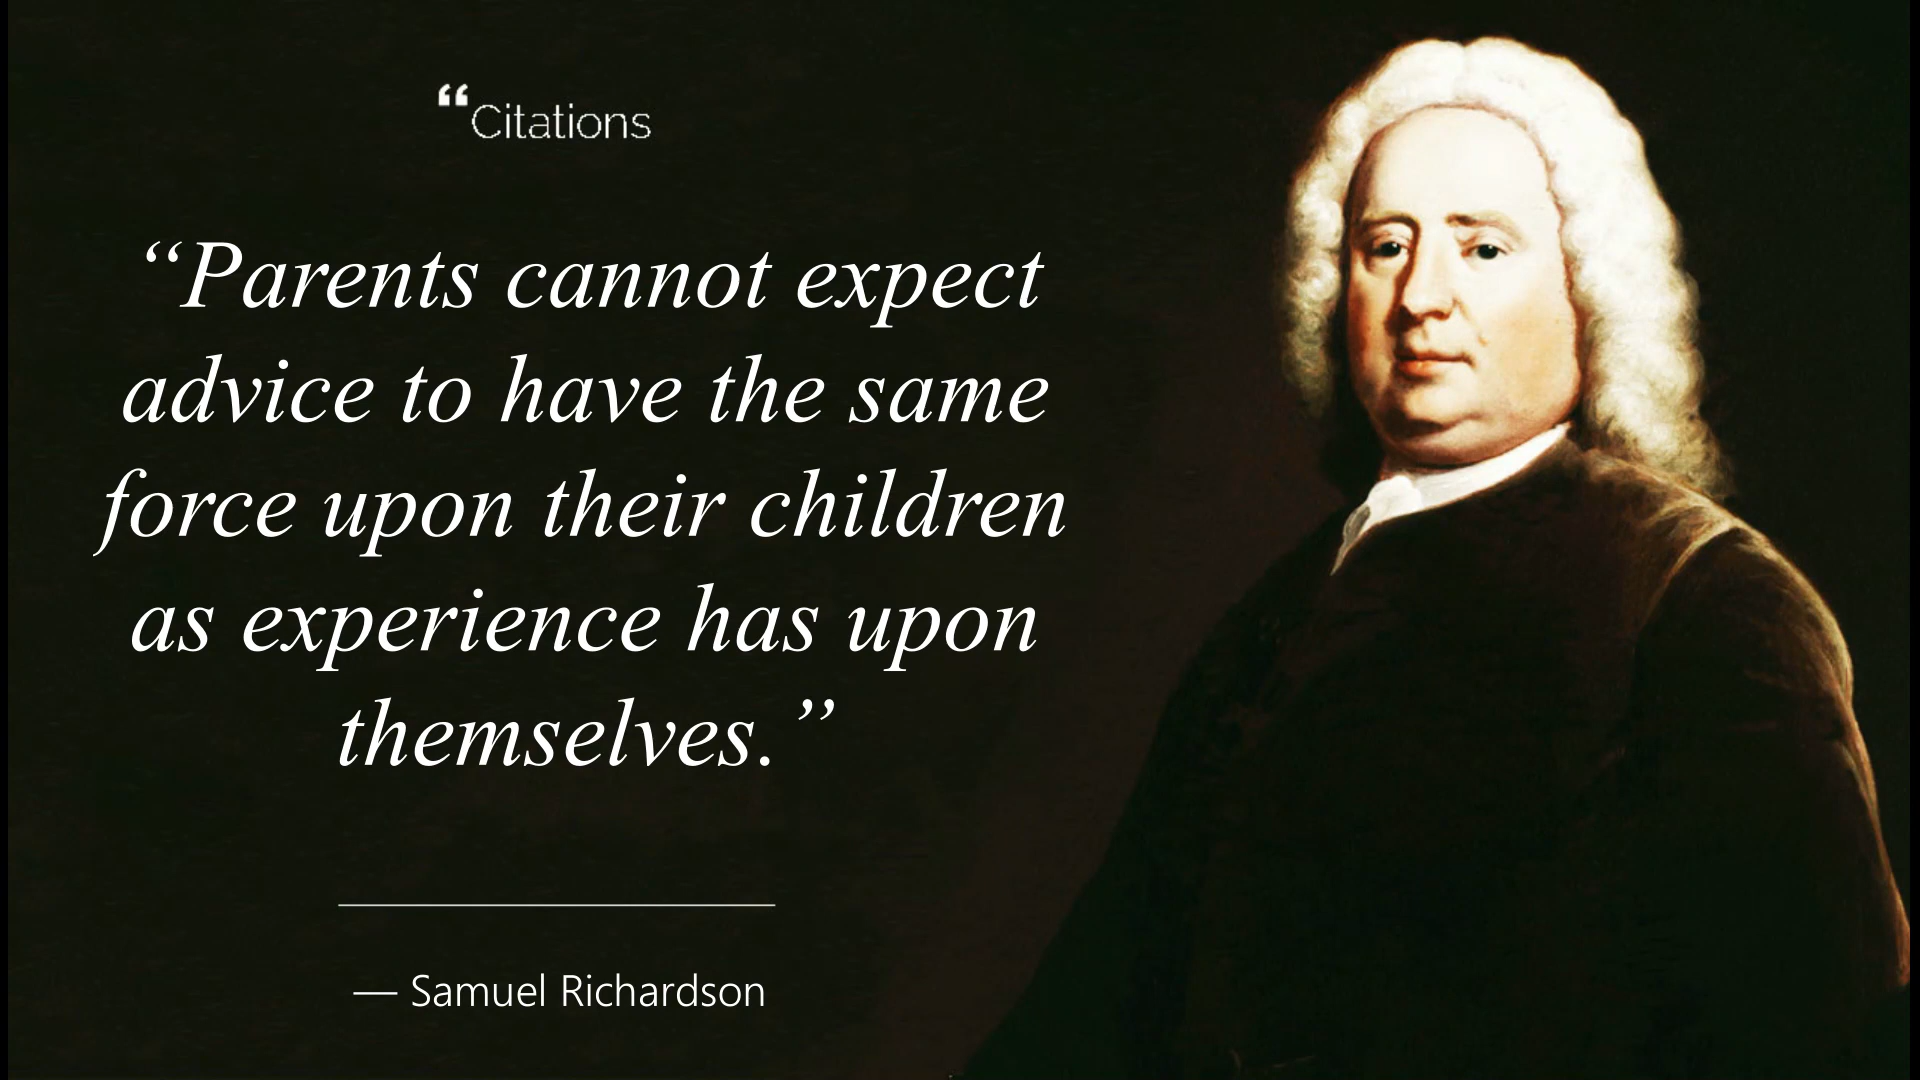 “Citations
“Parents cannot expect
advice to have the same
force upon their children
as experience has upon
themselves.”
— Samuel Richardson